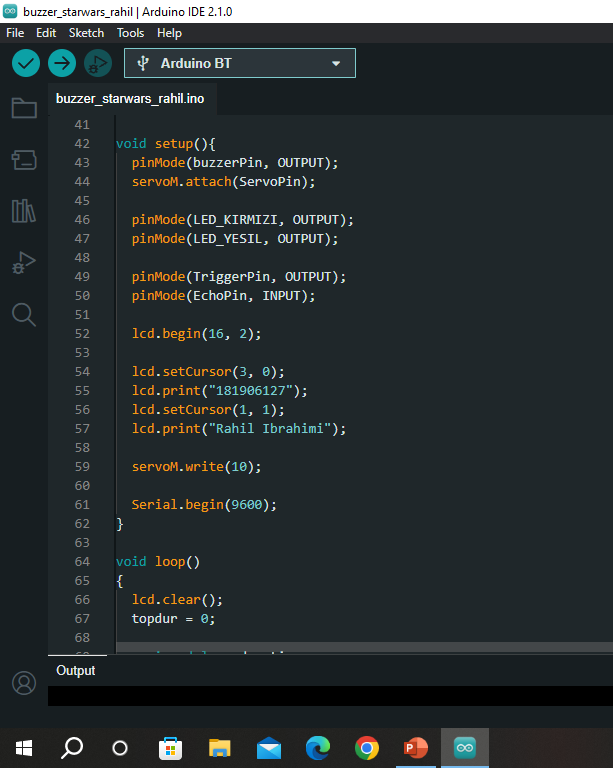 buzzer_starwars_rahil | Arduino IDE 2.1.0
File Edit Sketch Tools Help
Arduino BT
buzzer_starwars_rahil.ino
41
42 void setup(){
43 pinMode(buzzerPin, OUTPUT);
44 servoM.attach(ServoPin);
45
46 pinMode(LED_KIRMIZI, OUTPUT);
47 pinMode(LED_YESIL, OUTPUT);
48
49 pinMode(TriggerPin, OUTPUT);
50 pinMode(EchoPin, INPUT);
51
52 lcd.begin(16, 2);
53
54 lcd.setCursor(3, 0);
55 lcd.print("181906127");
56 lcd.setCursor(1, 1);
57 lcd.print("Rahil Ibrahimi");
58
59 servoM.write(10);
60
61 Serial.begin(9600);
62 }
63
64 void loop()
65 {
66 lcd.clear();
67 topdur = 0;
68
Output